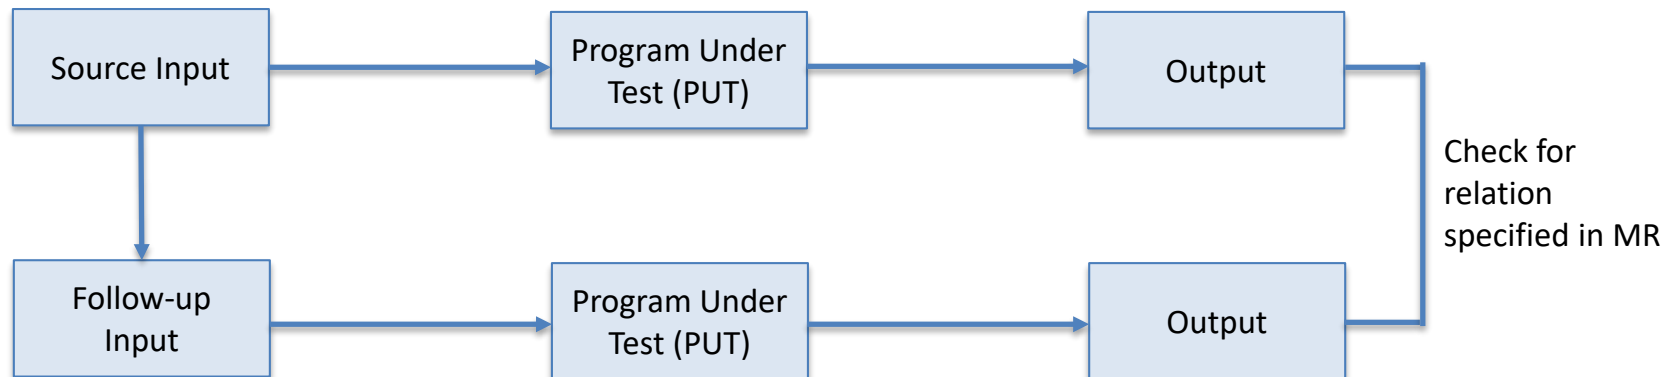 Source Input
Program Under
Test (PUT)
Output
Check for
relation
specified in MR
Follow-up
Input
Program Under
Test (PUT)
Output